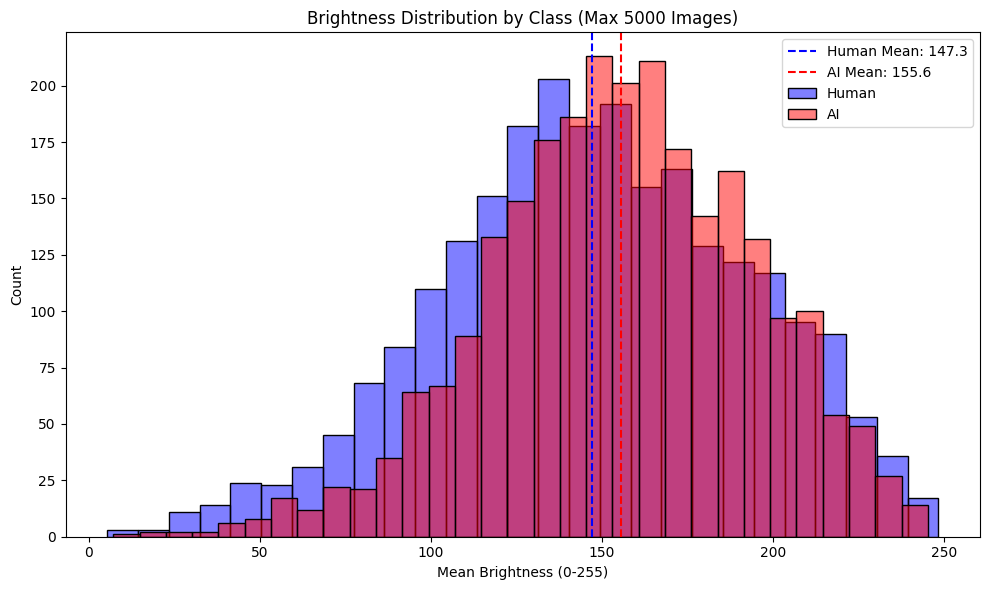 Brightness Distribution by Class (Max 5000 Images)
Human Mean: 147.3
AI Mean: 155.6
Human
AI
200
175
150
125
100
75
50
25
0
Count
0 50 100 150 200 250
Mean Brightness (0-255)